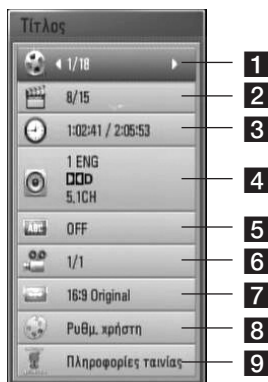 Τίτλος
1/18 1
8/15 2
1:02:41 / 2:05:53 3
1 ENG
D 4
5.1CH
ABC OFF 5
1/1 6
16:9 Original 7
Ρυθμ. χρήστη 8
Πληροφορίες ταινίας 9